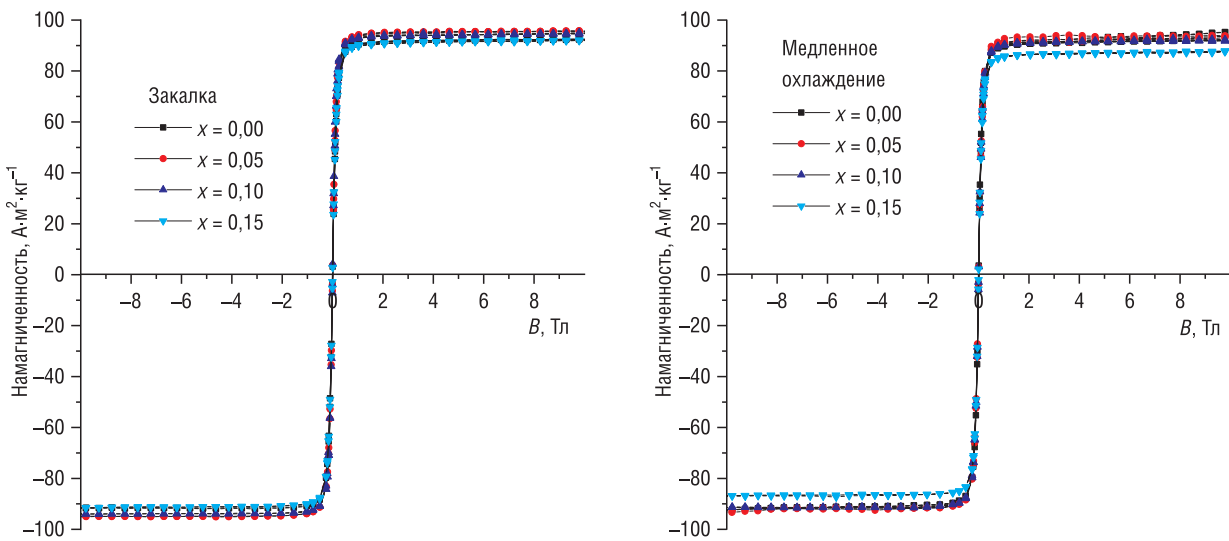 Намагниченность, А·м²·кг⁻¹
100
80
60
40
20
0
−20
−40
−60
−80
−100
Закалка
x = 0,00
x = 0,05
x = 0,10
x = 0,15
−8
−6
−4
−2
0
2
4
6
8
B, Тл
Намагниченность, А·м²·кг⁻¹
100
80
60
40
20
0
−20
−40
−60
−80
−100
Медленное
охлаждение
x = 0,00
x = 0,05
x = 0,10
x = 0,15
−8
−6
−4
−2
0
2
4
6
8
B, Тл